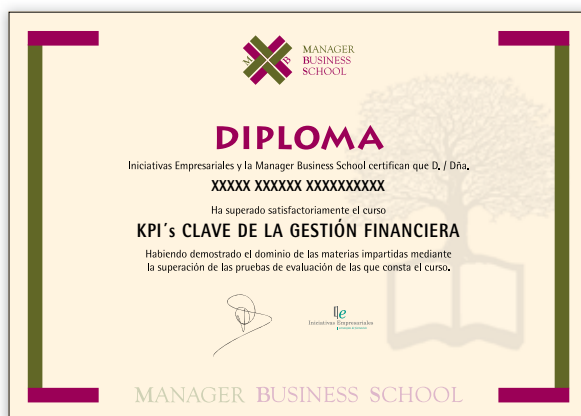 M B
MANAGER
BUSINESS
SCHOOL
DIPLOMA
Iniciativas Empresariales y la Manager Business School certifican que D. / Dña.
XXXXX XXXXXX XXXXXXXXXX
Ha superado satisfactoriamente el curso
KPI´s CLAVE DE LA GESTIÓN FINANCIERA
Habiendo demostrado el dominio de las materias impartidas mediante
la superación de las pruebas de evaluación de las que consta el curso.
Iniciativas Empresariales
MANAGER BUSINESS SCHOOL